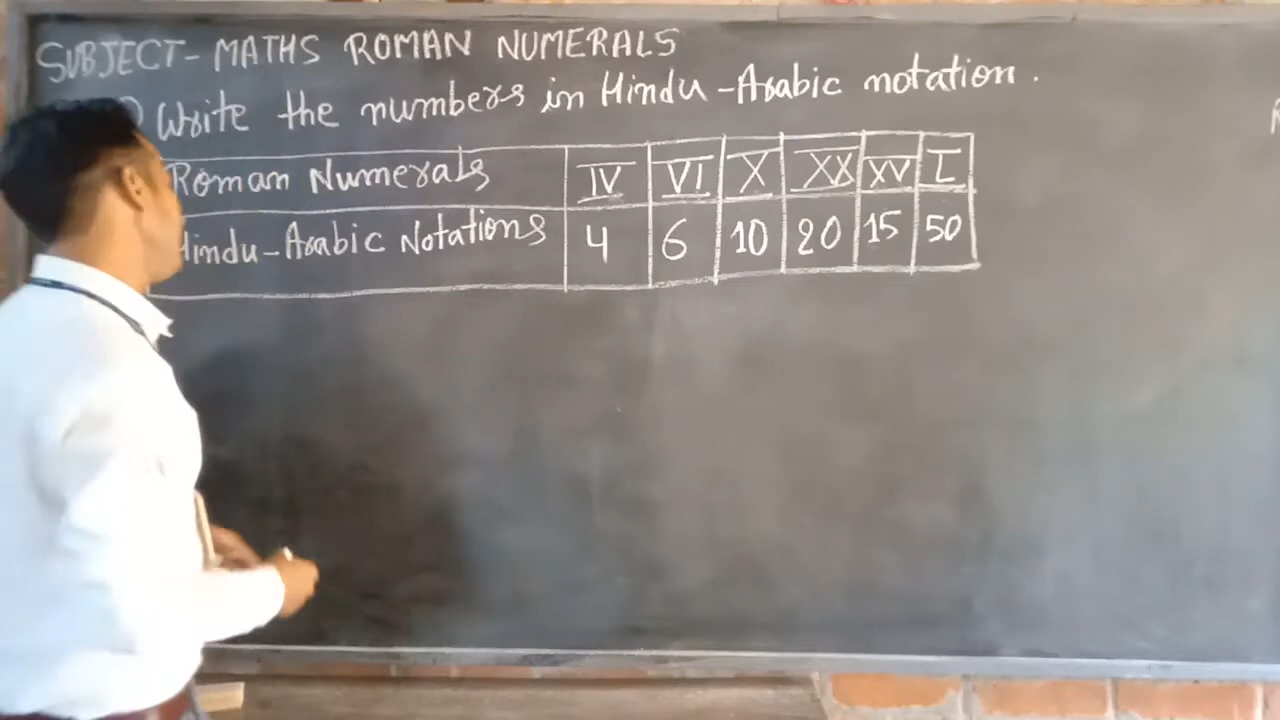 SUBJECT- MATHS ROMAN NUMERALS
) Write the numbers in Hindu-Arabic notation.
Roman Numerals IV VI X XX XV L
Hindu-Arabic Notations 4 6 10 20 15 50